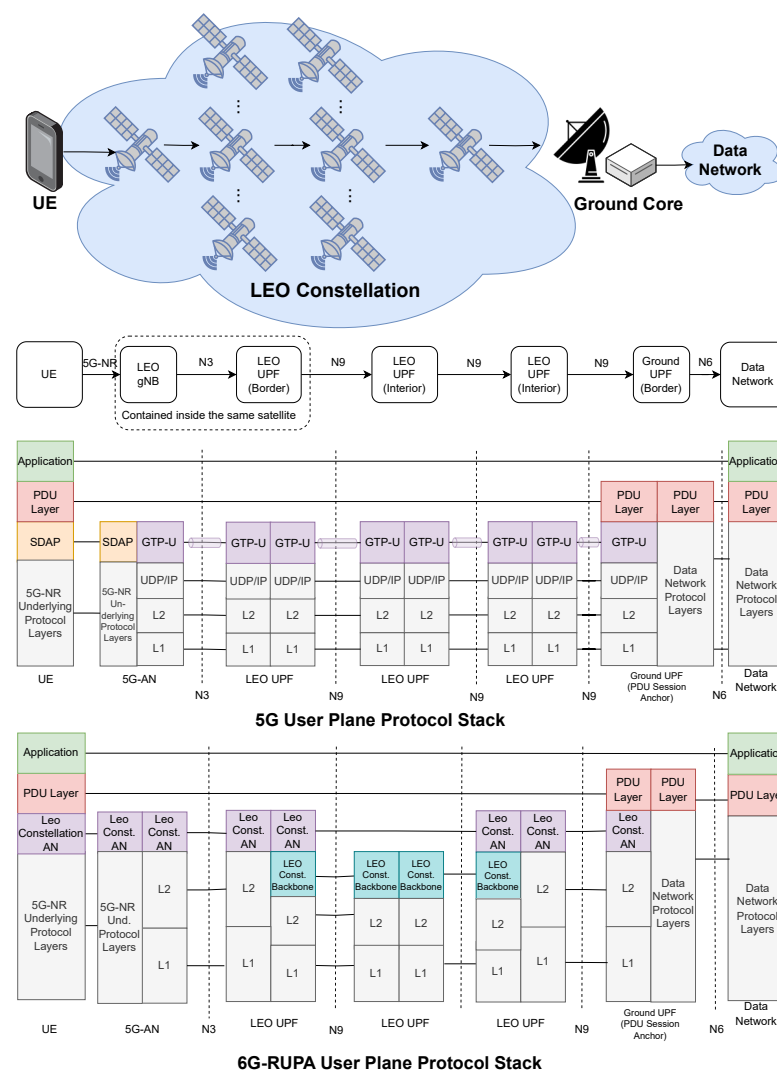 UE
LEO Constellation
Ground Core
Data
Network
UE
5G-NR
LEO
gNB
N3
LEO
UPF
(Border)
N9
LEO
UPF
(Interior)
N9
LEO
UPF
(Interior)
N9
Ground
UPF
(Border)
N6
Data
Network
Contained inside the same satellite
Application
Application
PDU
Layer
PDU
Layer
PDU
Layer
PDU
Layer
SDAP
SDAP
GTP-U
GTP-U
GTP-U
GTP-U
GTP-U
GTP-U
GTP-U
GTP-U
5G-NR
Underlying
Protocol
Layers
5G-NR
Un-
derlying
Protocol
Layers
UDP/IP
UDP/IP
UDP/IP
UDP/IP
UDP/IP
UDP/IP
UDP/IP
UDP/IP
L2
L2
L2
L2
L2
L2
L2
L2
L1
L1
L1
L1
L1
L1
L1
L1
Data
Network
Protocol
Layers
Data
Network
Protocol
Layers
UE
5G-AN
N3
LEO UPF
N9
LEO UPF
N9
LEO UPF
N9
Ground UPF
(PDU Session
Anchor)
N6
Data
Network
5G User Plane Protocol Stack
Application
Application
PDU Layer
PDU
Layer
PDU
Layer
PDU Laye
Leo
Constellation
AN
Leo
Const.
AN
Leo
Const.
AN
Leo
Const.
AN
Leo
Const.
AN
Leo
Const.
AN
Leo
Const.
AN
Leo
Const.
AN
5G-NR
Underlying
Protocol
Layers
5G-NR
Und.
Protocol
Layers
L2
L1
L2
L1
LEO
Const.
Backbone
L2
L1
LEO
Const.
Backbone
L2
L1
LEO
Const.
Backbone
L2
L1
LEO
Const.
Backbone
L2
L1
L2
L1
L2
L1
Data
Network
Protocol
Layers
Data
Network
Protocol
Layers
UE
5G-AN
N3
LEO UPF
N9
LEO UPF
LEO UPF
N9
Ground UPF
(PDU Session
Anchor)
N6
Data
Network
6G-RUPA User Plane Protocol Stack